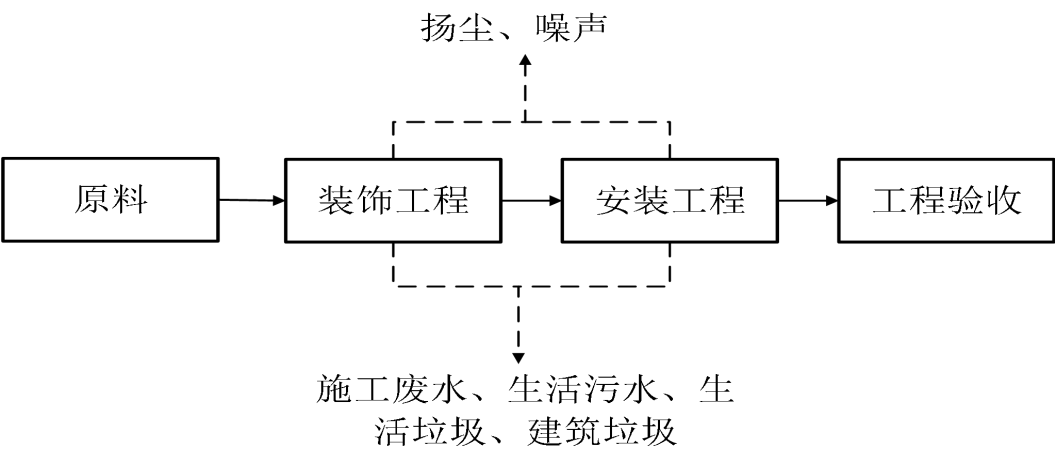 扬尘、噪声
原料
装饰工程
安装工程
工程验收
施工废水、生活污水、生
活垃圾、建筑垃圾